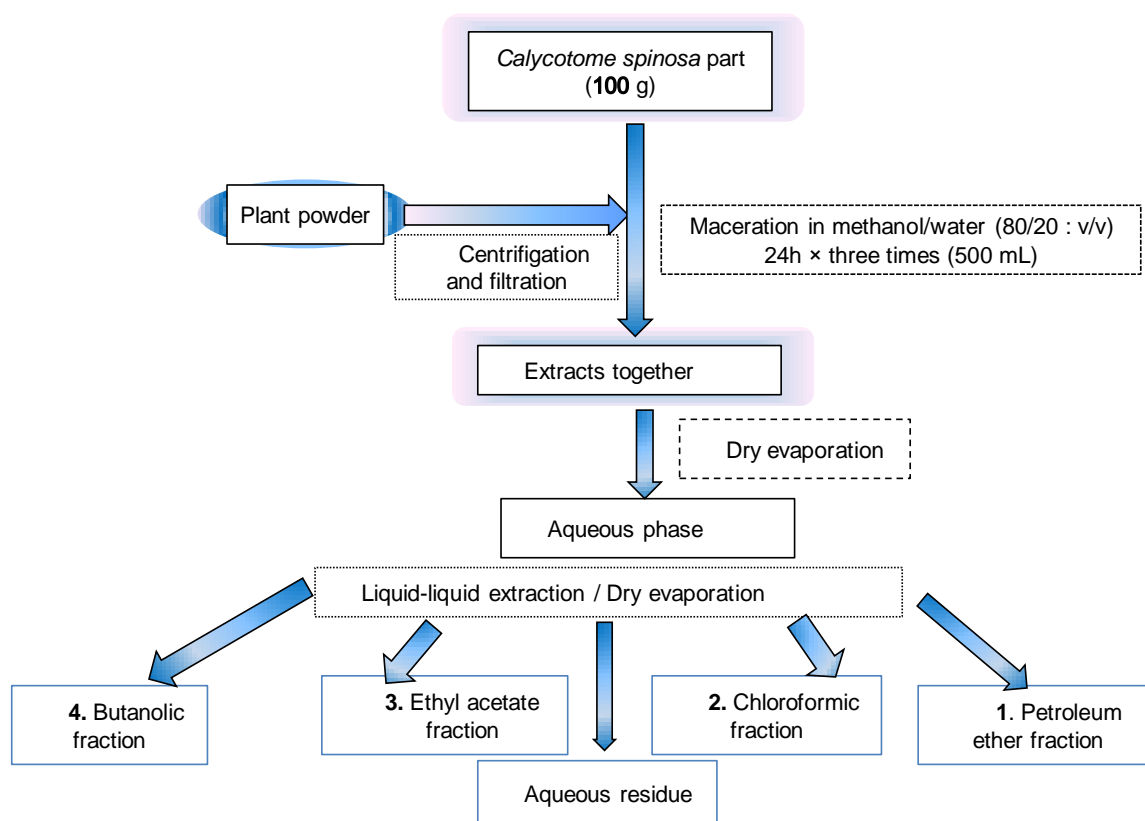 Calycotome spinosa part
(100 g)
Plant powder
Centrifigation
and filtration
Maceration in methanol/water (80/20 : v/v)
24h × three times (500 mL)
Extracts together
Dry evaporation
Aqueous phase
Liquid-liquid extraction / Dry evaporation
4. Butanolic
fraction
3. Ethyl acetate
fraction
2. Chloroformic
fraction
1. Petroleum
ether fraction
Aqueous residue